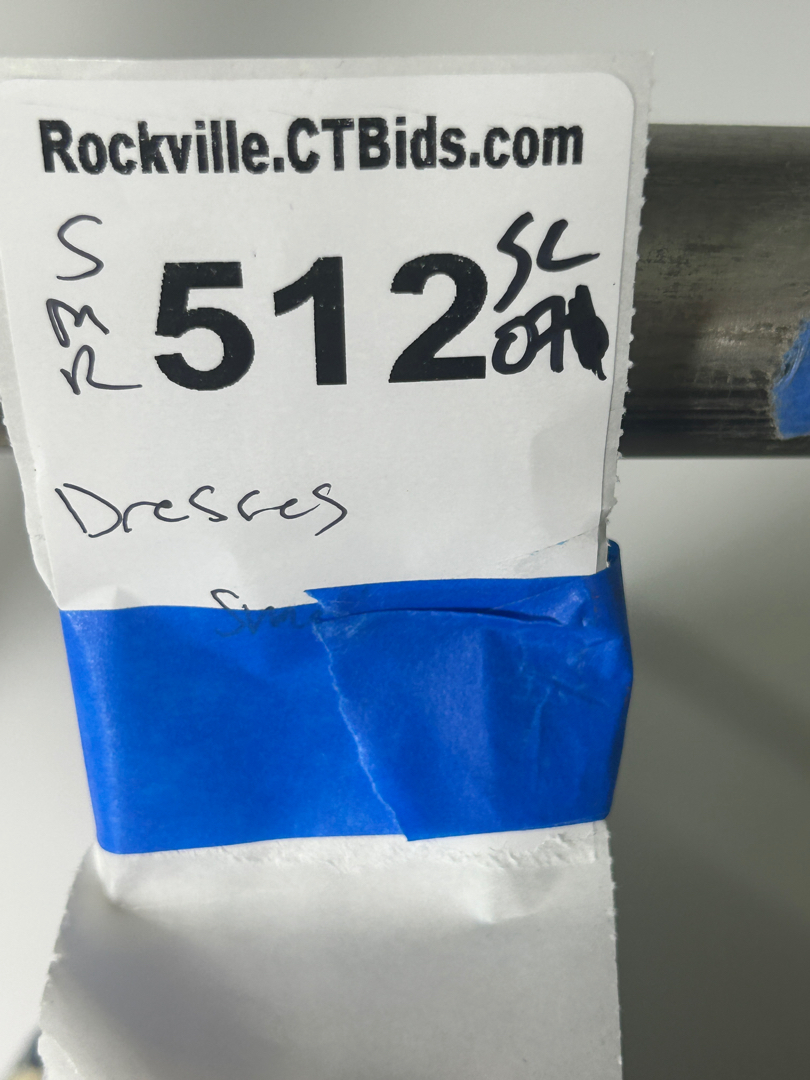 Rockville.CTBids.com
S
M
R
512
SL
Dresses